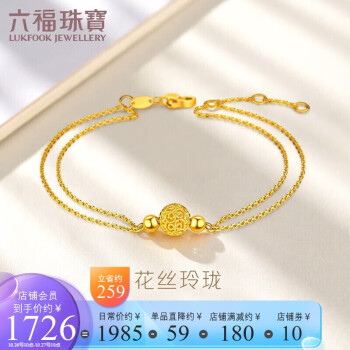 六福珠寶
LUKFOOK JEWELLERY
立省约
259
花丝玲珑
店铺会员
到手约
1726
=
日常价约
1985
-
单品直降约
59
-
店铺满减约
180
-
店铺券
10